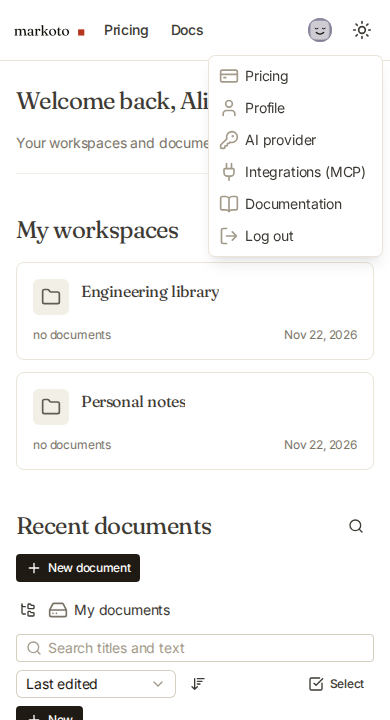 markoto
Pricing
Docs
Pricing
Profile
AI provider
Integrations (MCP)
Documentation
Log out
Welcome back, Ali
Your workspaces and docume
My workspaces
Engineering library
no documents
Nov 22, 2026
Personal notes
no documents
Nov 22, 2026
Recent documents
New document
My documents
Search titles and text
Last edited
Select
New